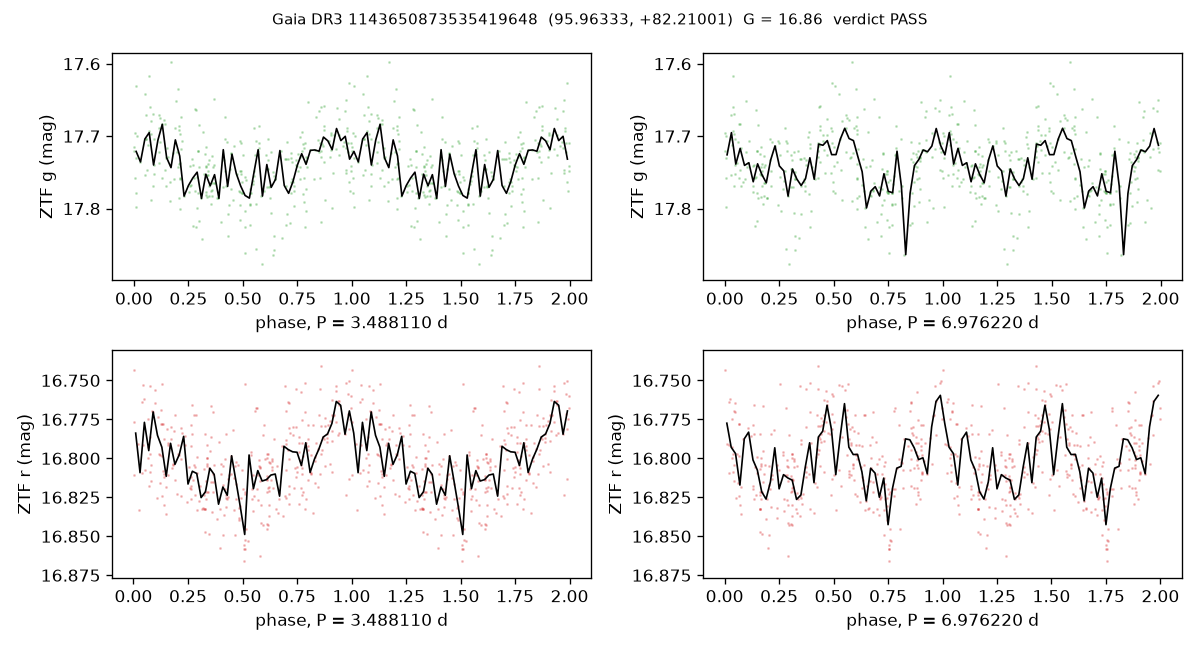 Gaia DR3 1143650873535419648  (95.96333, +82.21001)  G = 16.86  verdict PASS
17.6
17.7
17.8
ZTF g (mag)
0.00 0.25 0.50 0.75 1.00 1.25 1.50 1.75 2.00
phase, P = 3.488110 d
17.6
17.7
17.8
ZTF g (mag)
0.00 0.25 0.50 0.75 1.00 1.25 1.50 1.75 2.00
phase, P = 6.976220 d
16.750
16.775
16.800
16.825
16.850
16.875
ZTF r (mag)
0.00 0.25 0.50 0.75 1.00 1.25 1.50 1.75 2.00
phase, P = 3.488110 d
16.750
16.775
16.800
16.825
16.850
16.875
ZTF r (mag)
0.00 0.25 0.50 0.75 1.00 1.25 1.50 1.75 2.00
phase, P = 6.976220 d